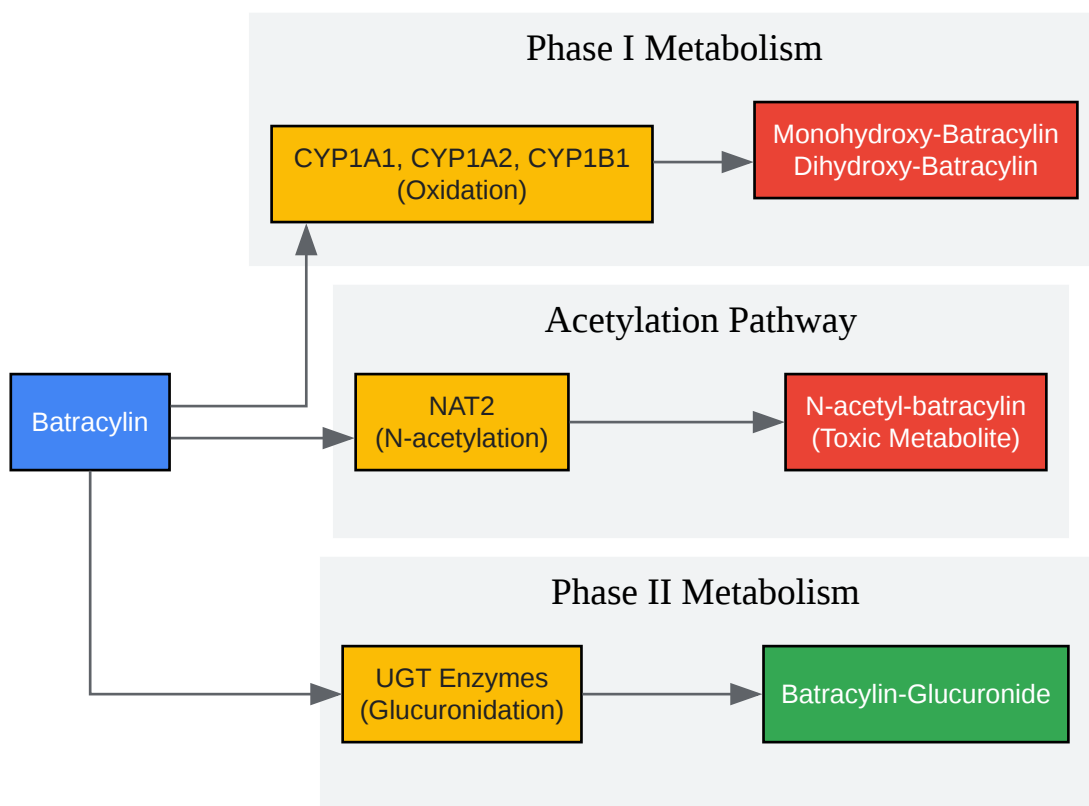 Phase I Metabolism
CYP1A1, CYP1A2, CYP1B1
(Oxidation)
Monohydroxy-Batracylin
Dihydroxy-Batracylin
Acetylation Pathway
Batracylin
NAT2
(N-acetylation)
N-acetyl-batracylin
(Toxic Metabolite)
Phase II Metabolism
UGT Enzymes
(Glucuronidation)
Batracylin-Glucuronide